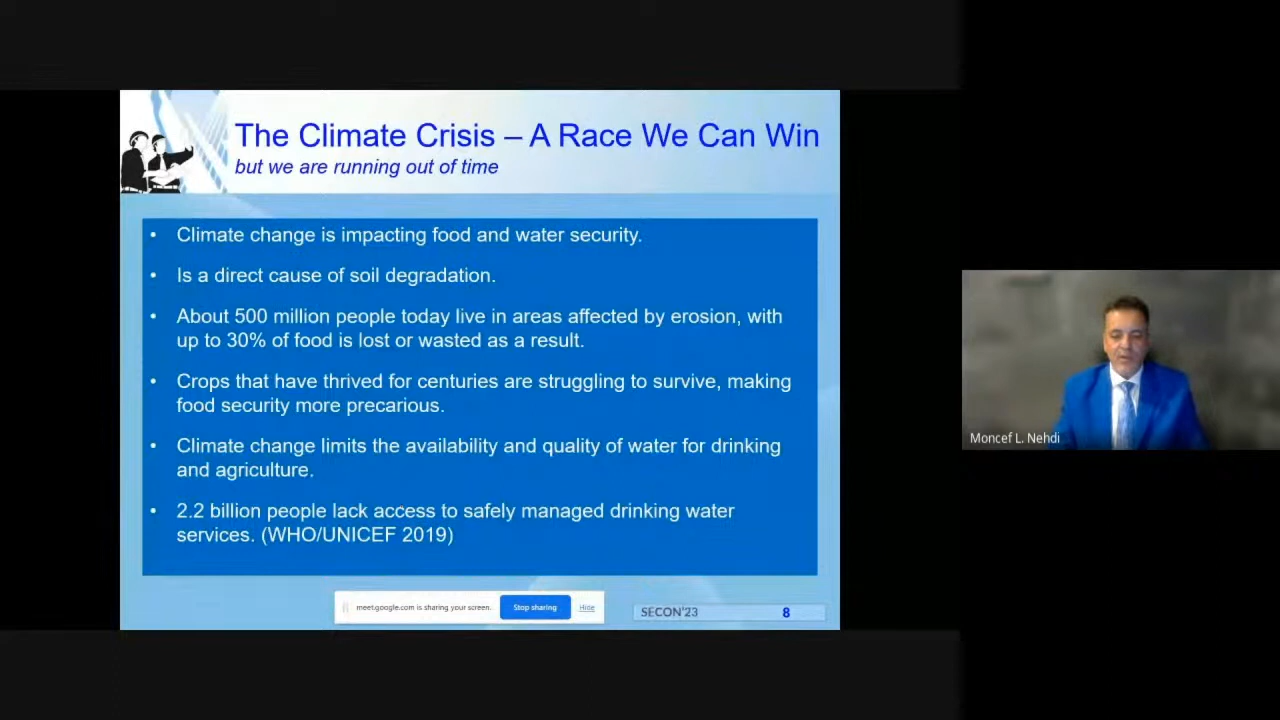 The Climate Crisis – A Race We Can Win
but we are running out of time
• Climate change is impacting food and water security.
• Is a direct cause of soil degradation.
• About 500 million people today live in areas affected by erosion, with
up to 30% of food is lost or wasted as a result.
• Crops that have thrived for centuries are struggling to survive, making
food security more precarious.
• Climate change limits the availability and quality of water for drinking
and agriculture.
• 2.2 billion people lack access to safely managed drinking water
services. (WHO/UNICEF 2019)
meet.google.com is sharing your screen. Stop sharing Hide
SECON'23 8
Moncef L. Nehdi